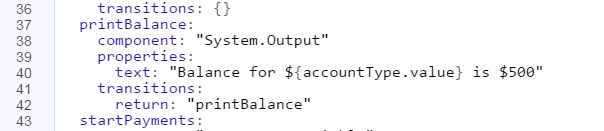 36 transitions: {}
37 printBalance:
38 component: "System.Output"
39 properties:
40 text: "Balance for ${accountType.value} is $500"
41 transitions:
42 return: "printBalance"
43 startPayments: